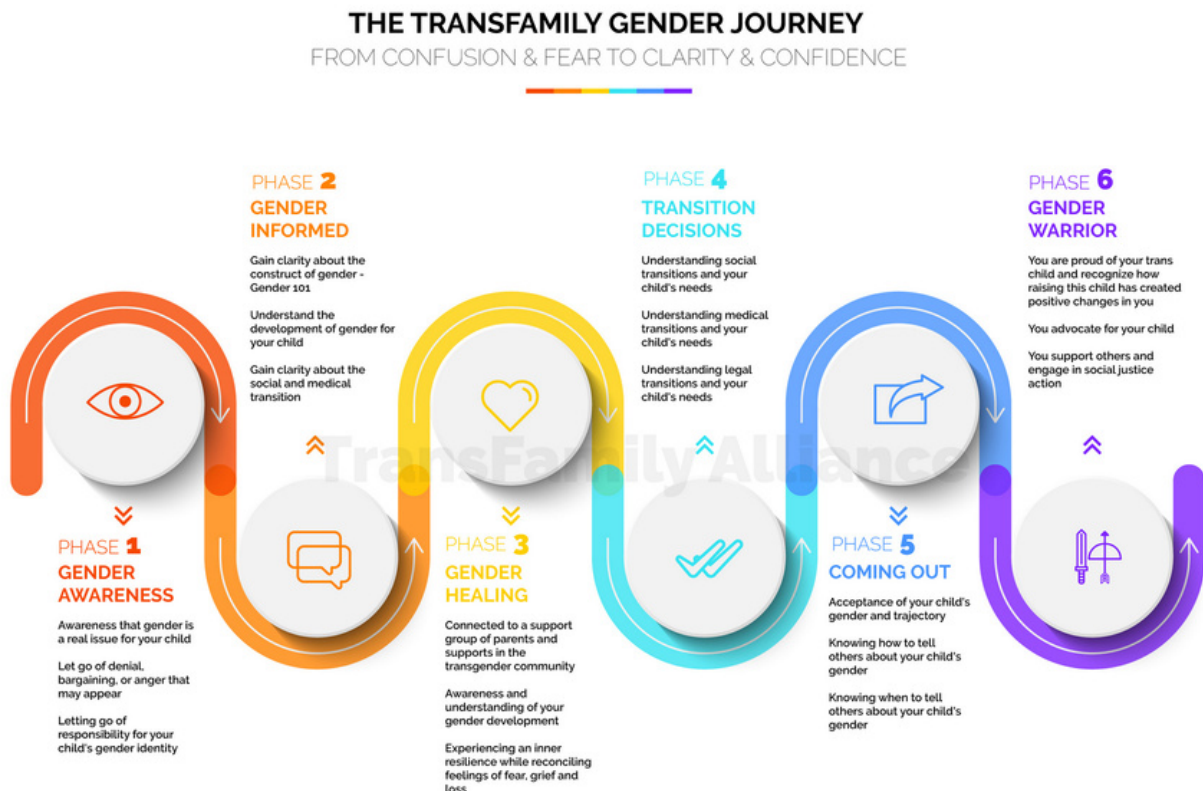 THE TRANSFAMILY GENDER JOURNEY
FROM CONFUSION & FEAR TO CLARITY & CONFIDENCE
PHASE 1
GENDER
AWARENESS
Awareness that gender is
a real issue for your child
Let go of denial,
bargaining, or anger that
may appear
Letting go of
responsibility for your
child's gender identity
PHASE 2
GENDER
INFORMED
Gain clarity about the
construct of gender -
Gender 101
Understand the
development of gender for
your child
Gain clarity about the
social and medical
transition
PHASE 3
GENDER
HEALING
Connected to a support
group of parents and
supports in the
transgender community
Awareness and
understanding of your
gender development
Experiencing an inner
resilience while reconciling
feelings of fear, grief and
loss
PHASE 4
TRANSITION
DECISIONS
Understanding social
transitions and your
child's needs
Understanding medical
transitions and your
child's needs
Understanding legal
transitions and your
child's needs
PHASE 5
COMING OUT
Acceptance of your child's
gender and trajectory
Knowing how to tell
others about your child's
gender
Knowing when to tell
others about your child's
gender
PHASE 6
GENDER
WARRIOR
You are proud of your trans
child and recognize how
raising this child has created
positive changes in you
You advocate for your child
You support others and
engage in social justice
action
TransFamily Alliance